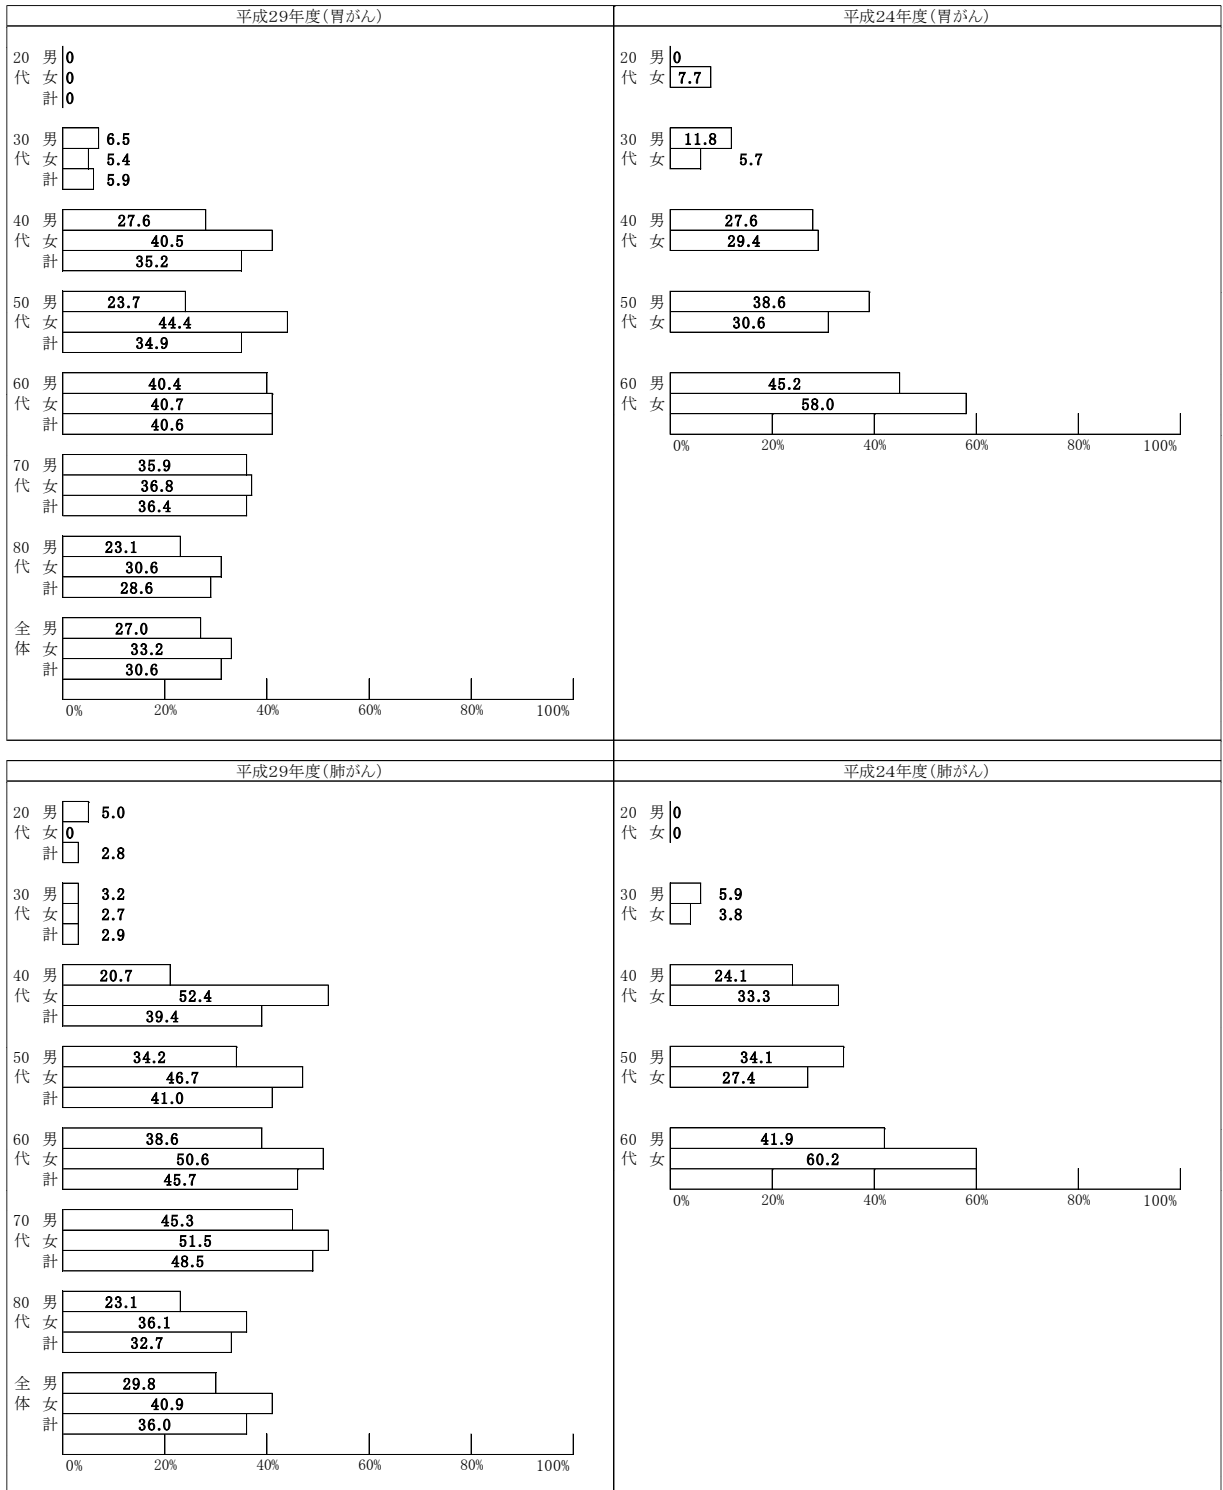 平成29年度（胃がん）
20 男 0
代 女 0
計 0
30 男 6.5
代 女 5.4
計 5.9
40 男 27.6
代 女 40.5
計 35.2
50 男 23.7
代 女 44.4
計 34.9
60 男 40.4
代 女 40.7
計 40.6
70 男 35.9
代 女 36.8
計 36.4
80 男 23.1
代 女 30.6
計 28.6
全 男 27.0
体 女 33.2
計 30.6
0% 20% 40% 60% 80% 100%
平成24年度（胃がん）
20 男 0
代 女 7.7
30 男 11.8
代 女 5.7
40 男 27.6
代 女 29.4
50 男 38.6
代 女 30.6
60 男 45.2
代 女 58.0
0% 20% 40% 60% 80% 100%
平成29年度（肺がん）
20 男 5.0
代 女 0
計 2.8
30 男 3.2
代 女 2.7
計 2.9
40 男 20.7
代 女 52.4
計 39.4
50 男 34.2
代 女 46.7
計 41.0
60 男 38.6
代 女 50.6
計 45.7
70 男 45.3
代 女 51.5
計 48.5
80 男 23.1
代 女 36.1
計 32.7
全 男 29.8
体 女 40.9
計 36.0
0% 20% 40% 60% 80% 100%
平成24年度（肺がん）
20 男 0
代 女 0
30 男 5.9
代 女 3.8
40 男 24.1
代 女 33.3
50 男 34.1
代 女 27.4
60 男 41.9
代 女 60.2
0% 20% 40% 60% 80% 100%